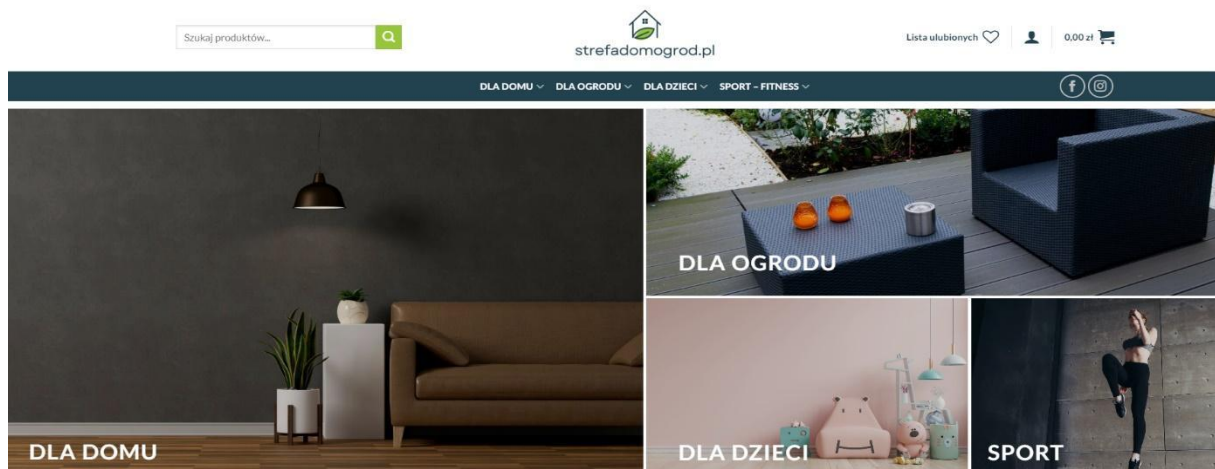 Szukaj produktów...
strefadomogrod.pl
Lista ulubionych
0,00 zł
DLA DOMU
DLA OGRODU
DLA DZIECI
SPORT – FITNESS
f
DLA DOMU
DLA OGRODU
DLA DZIECI
SPORT